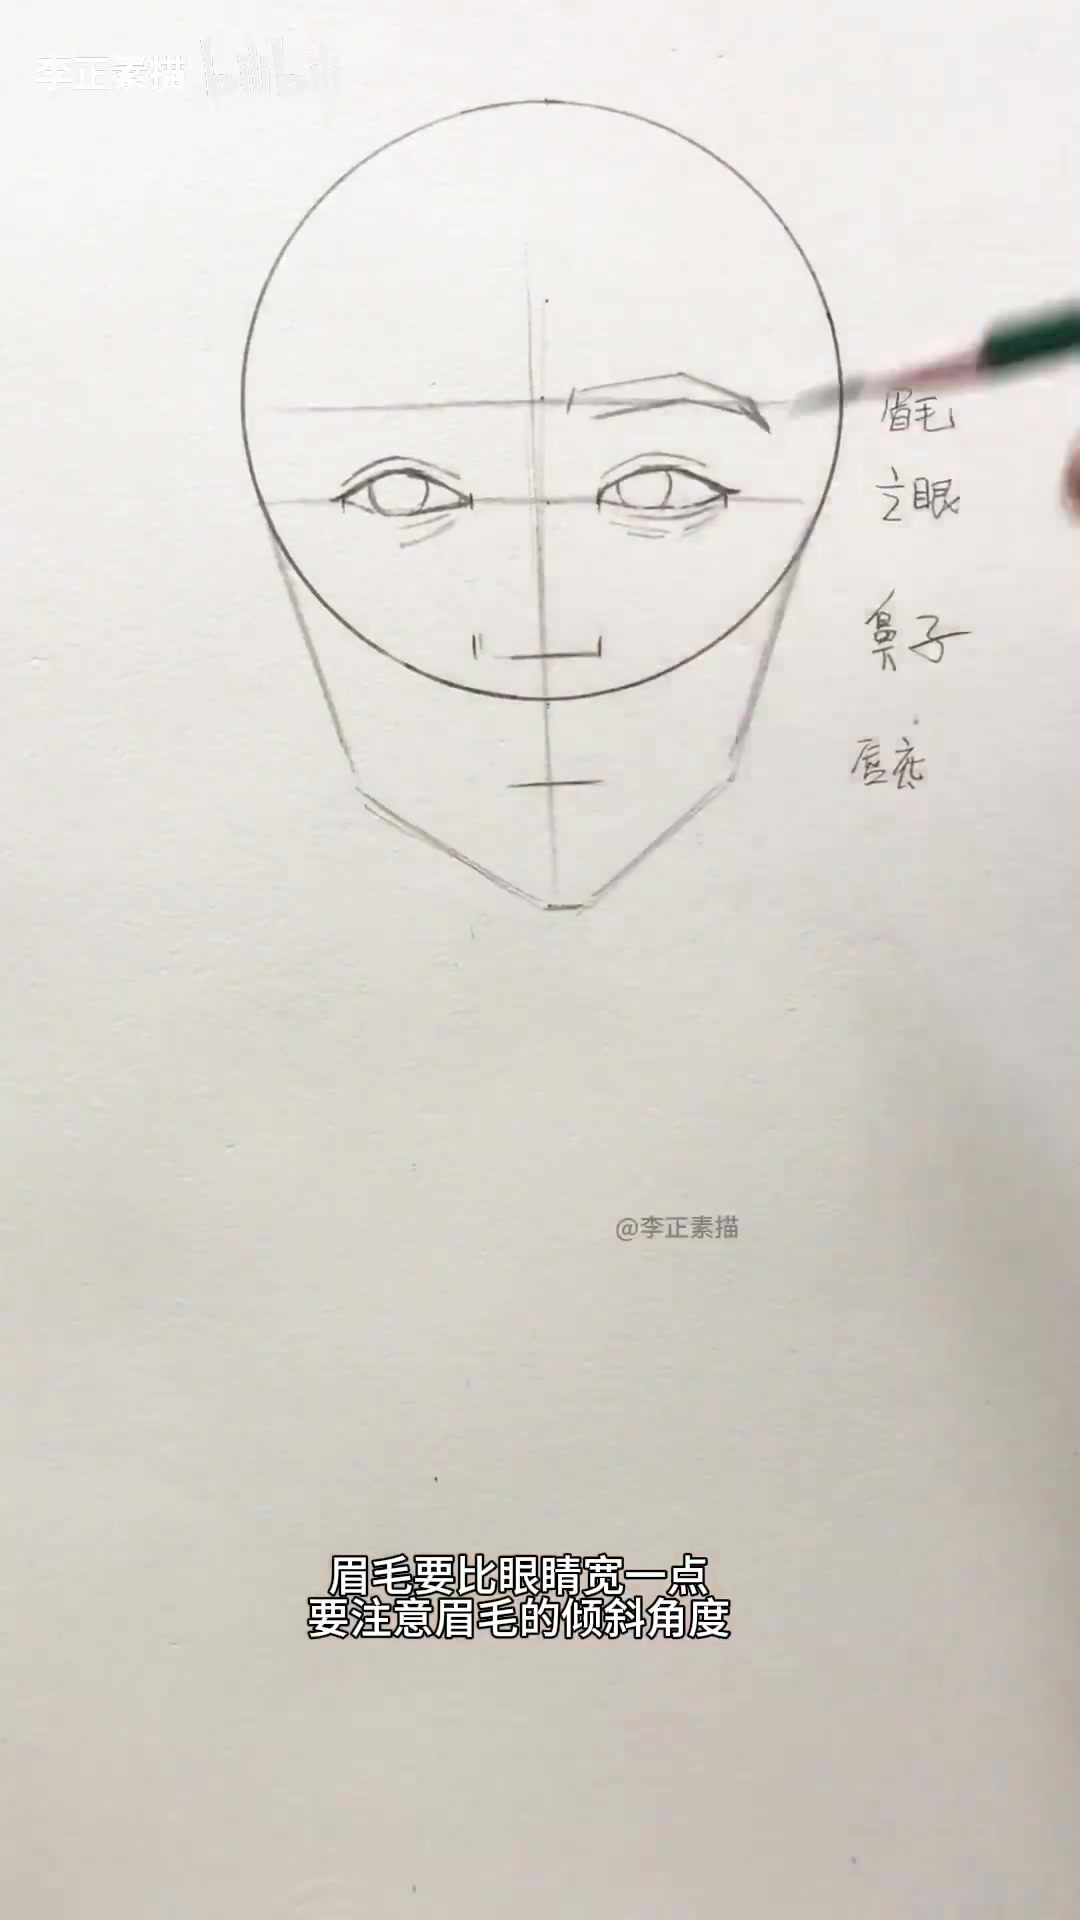 李正素描 bilibili
眉毛
眼
鼻子
唇底
@李正素描
眉毛要比眼睛宽一点
要注意眉毛的倾斜角度